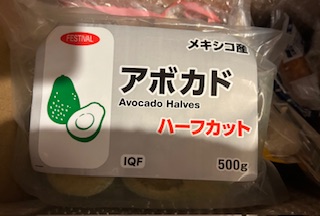 FESTIVAL
メキシコ産
アボカド
Avocado Halves
ハーフカット
IQF
500g